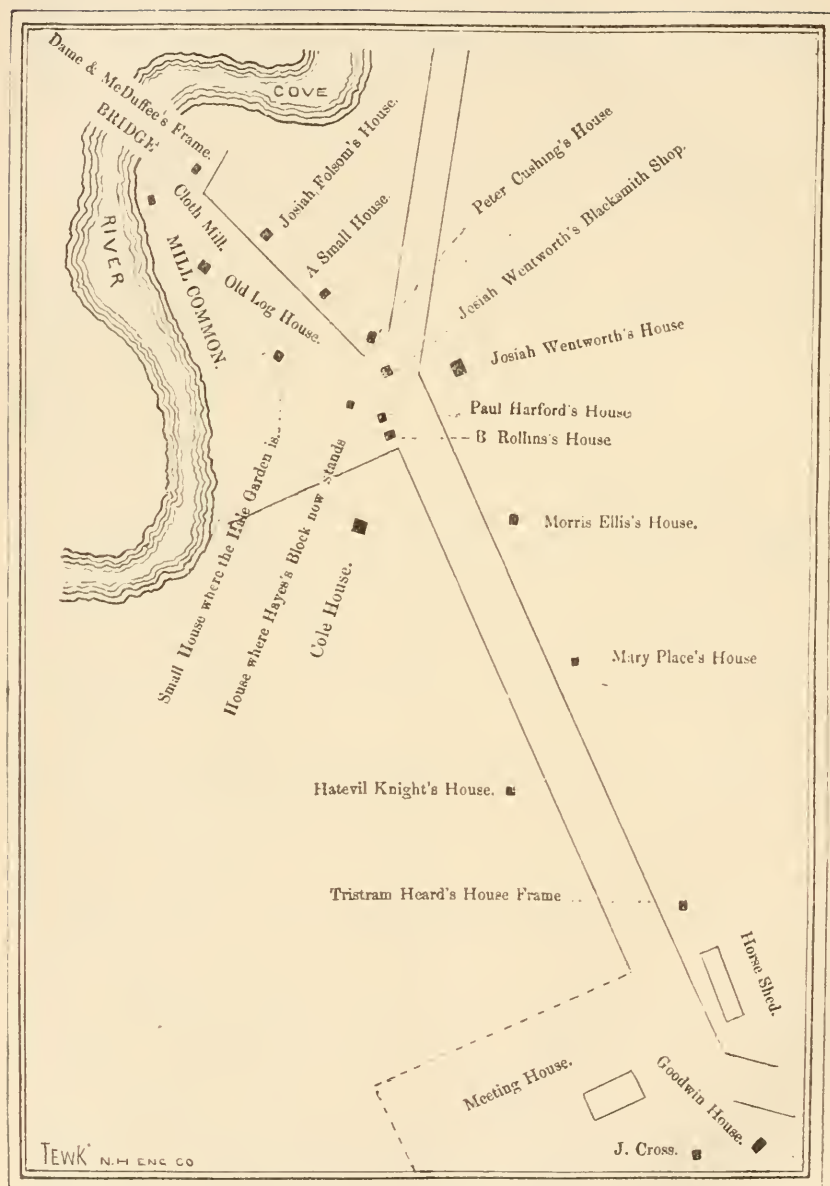 Dame & McDuffee's Frame.
BRIDGE
COVE
RIVER
Cloth Mill.
MILL COMMON.
Old Log House.
Josiah Folsom's House.
A Small House.
Peter Cushing's House
Josiah Wentworth's Blacksmith Shop.
Josiah Wentworth's House
Paul Harford's House
B Rollins's House
Small House where the Hale Garden is.
House where Hayes's Block now stands
Cole House.
Morris Ellis's House.
Mary Place's House
Hatevil Knight's House.
Tristram Heard's House Frame
Horse Shed.
Meeting House.
Goodwin House.
J. Cross.
TEWK N.H ENG CO